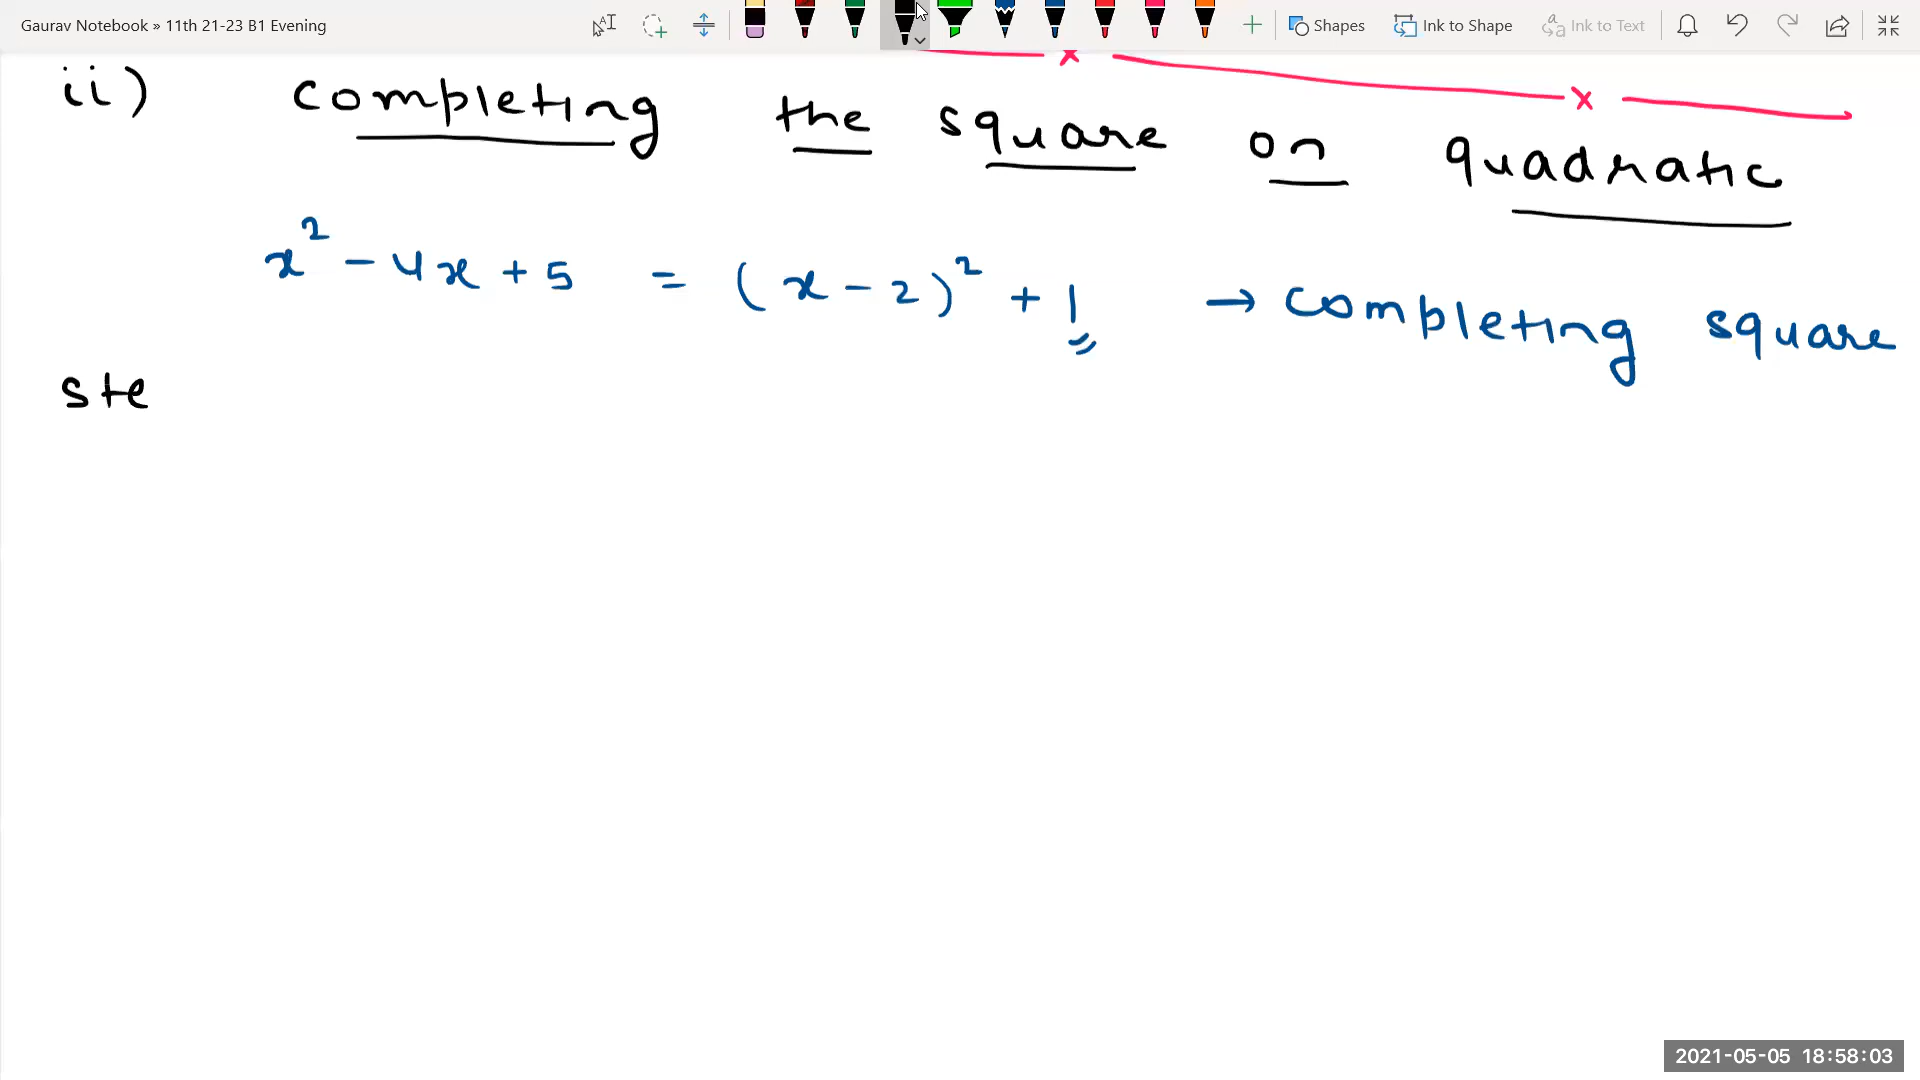 Gaurav Notebook » 11th 21-23 B1 Evening
Shapes
Ink to Shape
Ink to Text
ii) completing the square on quadratic
x² - 4x + 5 = (x - 2)² + 1 → completing square
ste
2021-05-05 18:58:03